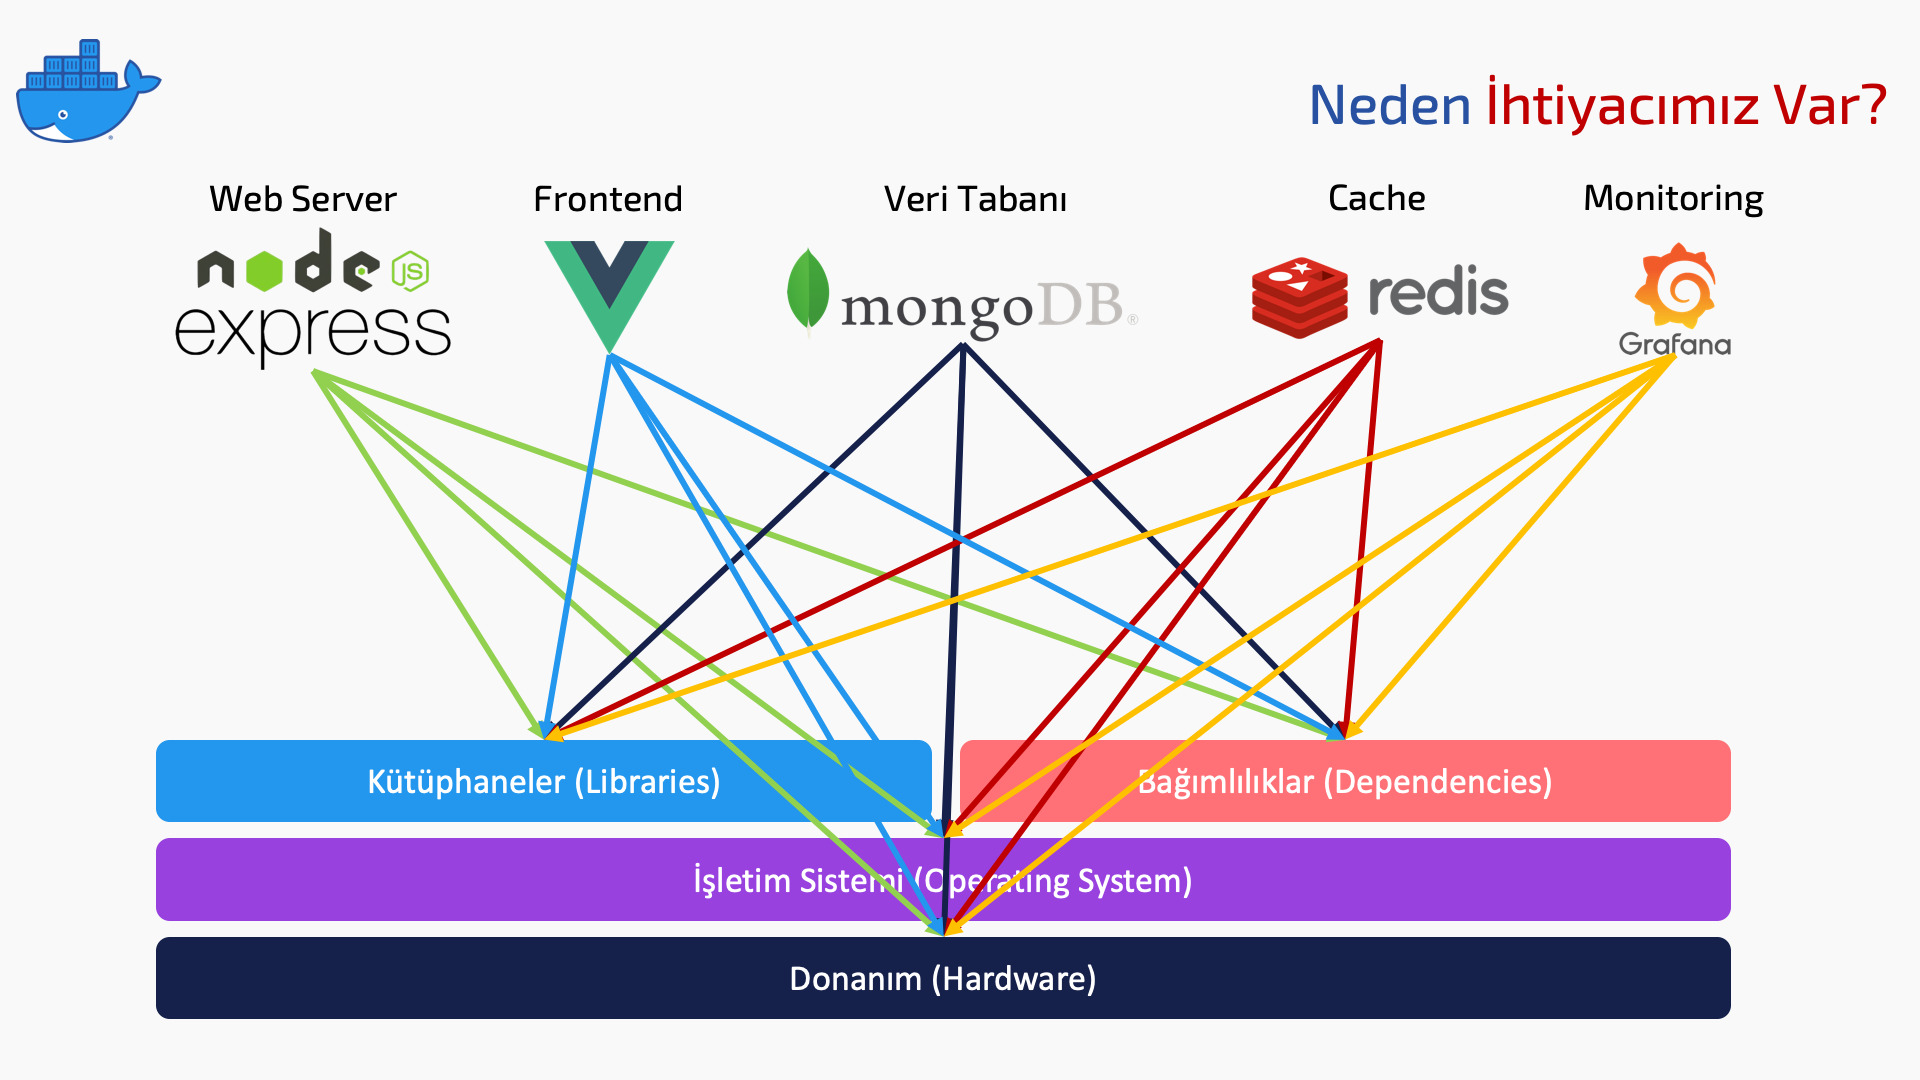 Neden İhtiyacımız Var?
Web Server
Frontend
Veri Tabanı
Cache
Monitoring
node JS
express
mongoDB®
redis
Grafana
Kütüphaneler (Libraries)
Bağımlılıklar (Dependencies)
İşletim Sistemi (Operating System)
Donanım (Hardware)